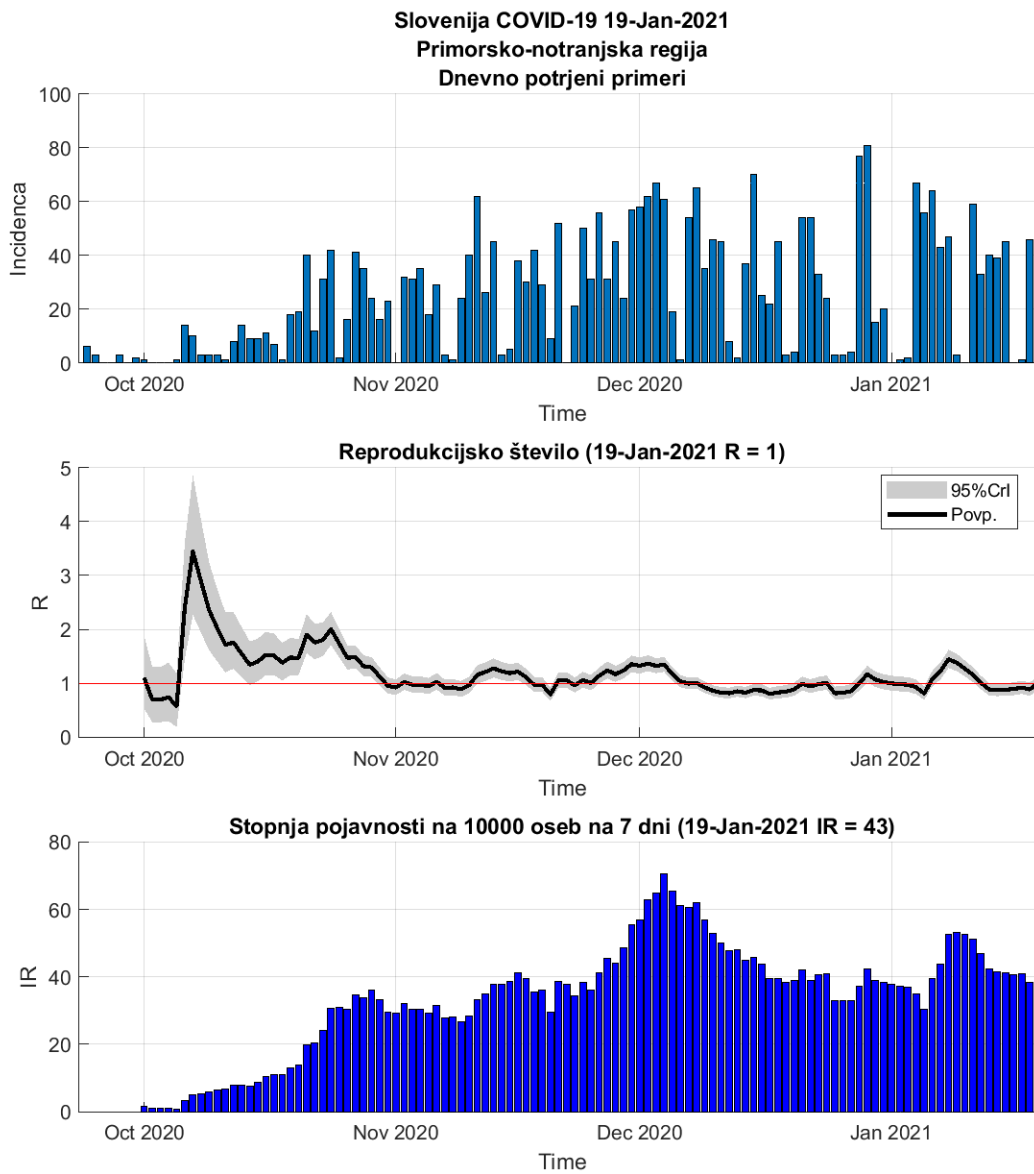 Slovenija COVID-19 19-Jan-2021
Primorsko-notranjska regija
Dnevno potrjeni primeri
100
80
60
40
20
0
Incidenca
Oct 2020 Nov 2020 Dec 2020 Jan 2021
Time
Reprodukcijsko število (19-Jan-2021 R = 1)
5
4
3
2
1
0
R
95%CrI
Povp.
Oct 2020 Nov 2020 Dec 2020 Jan 2021
Time
Stopnja pojavnosti na 10000 oseb na 7 dni (19-Jan-2021 IR = 43)
80
60
40
20
0
IR
Oct 2020 Nov 2020 Dec 2020 Jan 2021
Time